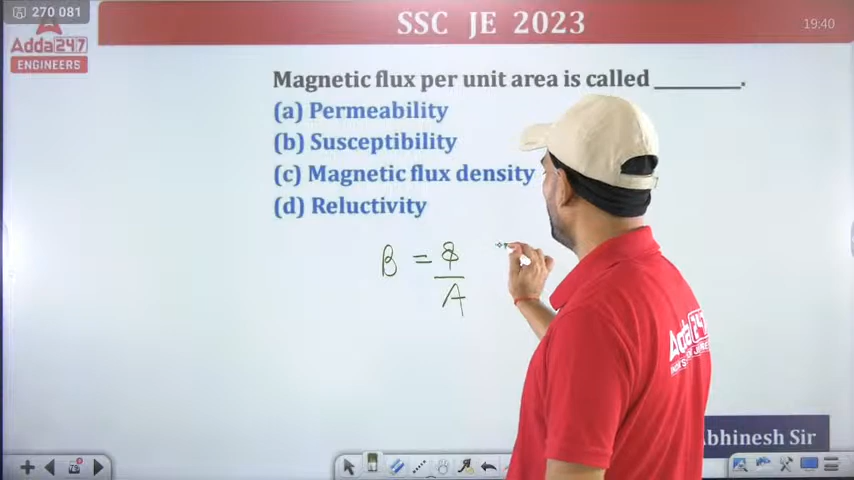 270 081
Adda247
ENGINEERS
SSC JE 2023
19:40
Magnetic flux per unit area is called ________.
(a) Permeability
(b) Susceptibility
(c) Magnetic flux density
(d) Reluctivity
B = φ
A
Adda247
Abhinesh Sir